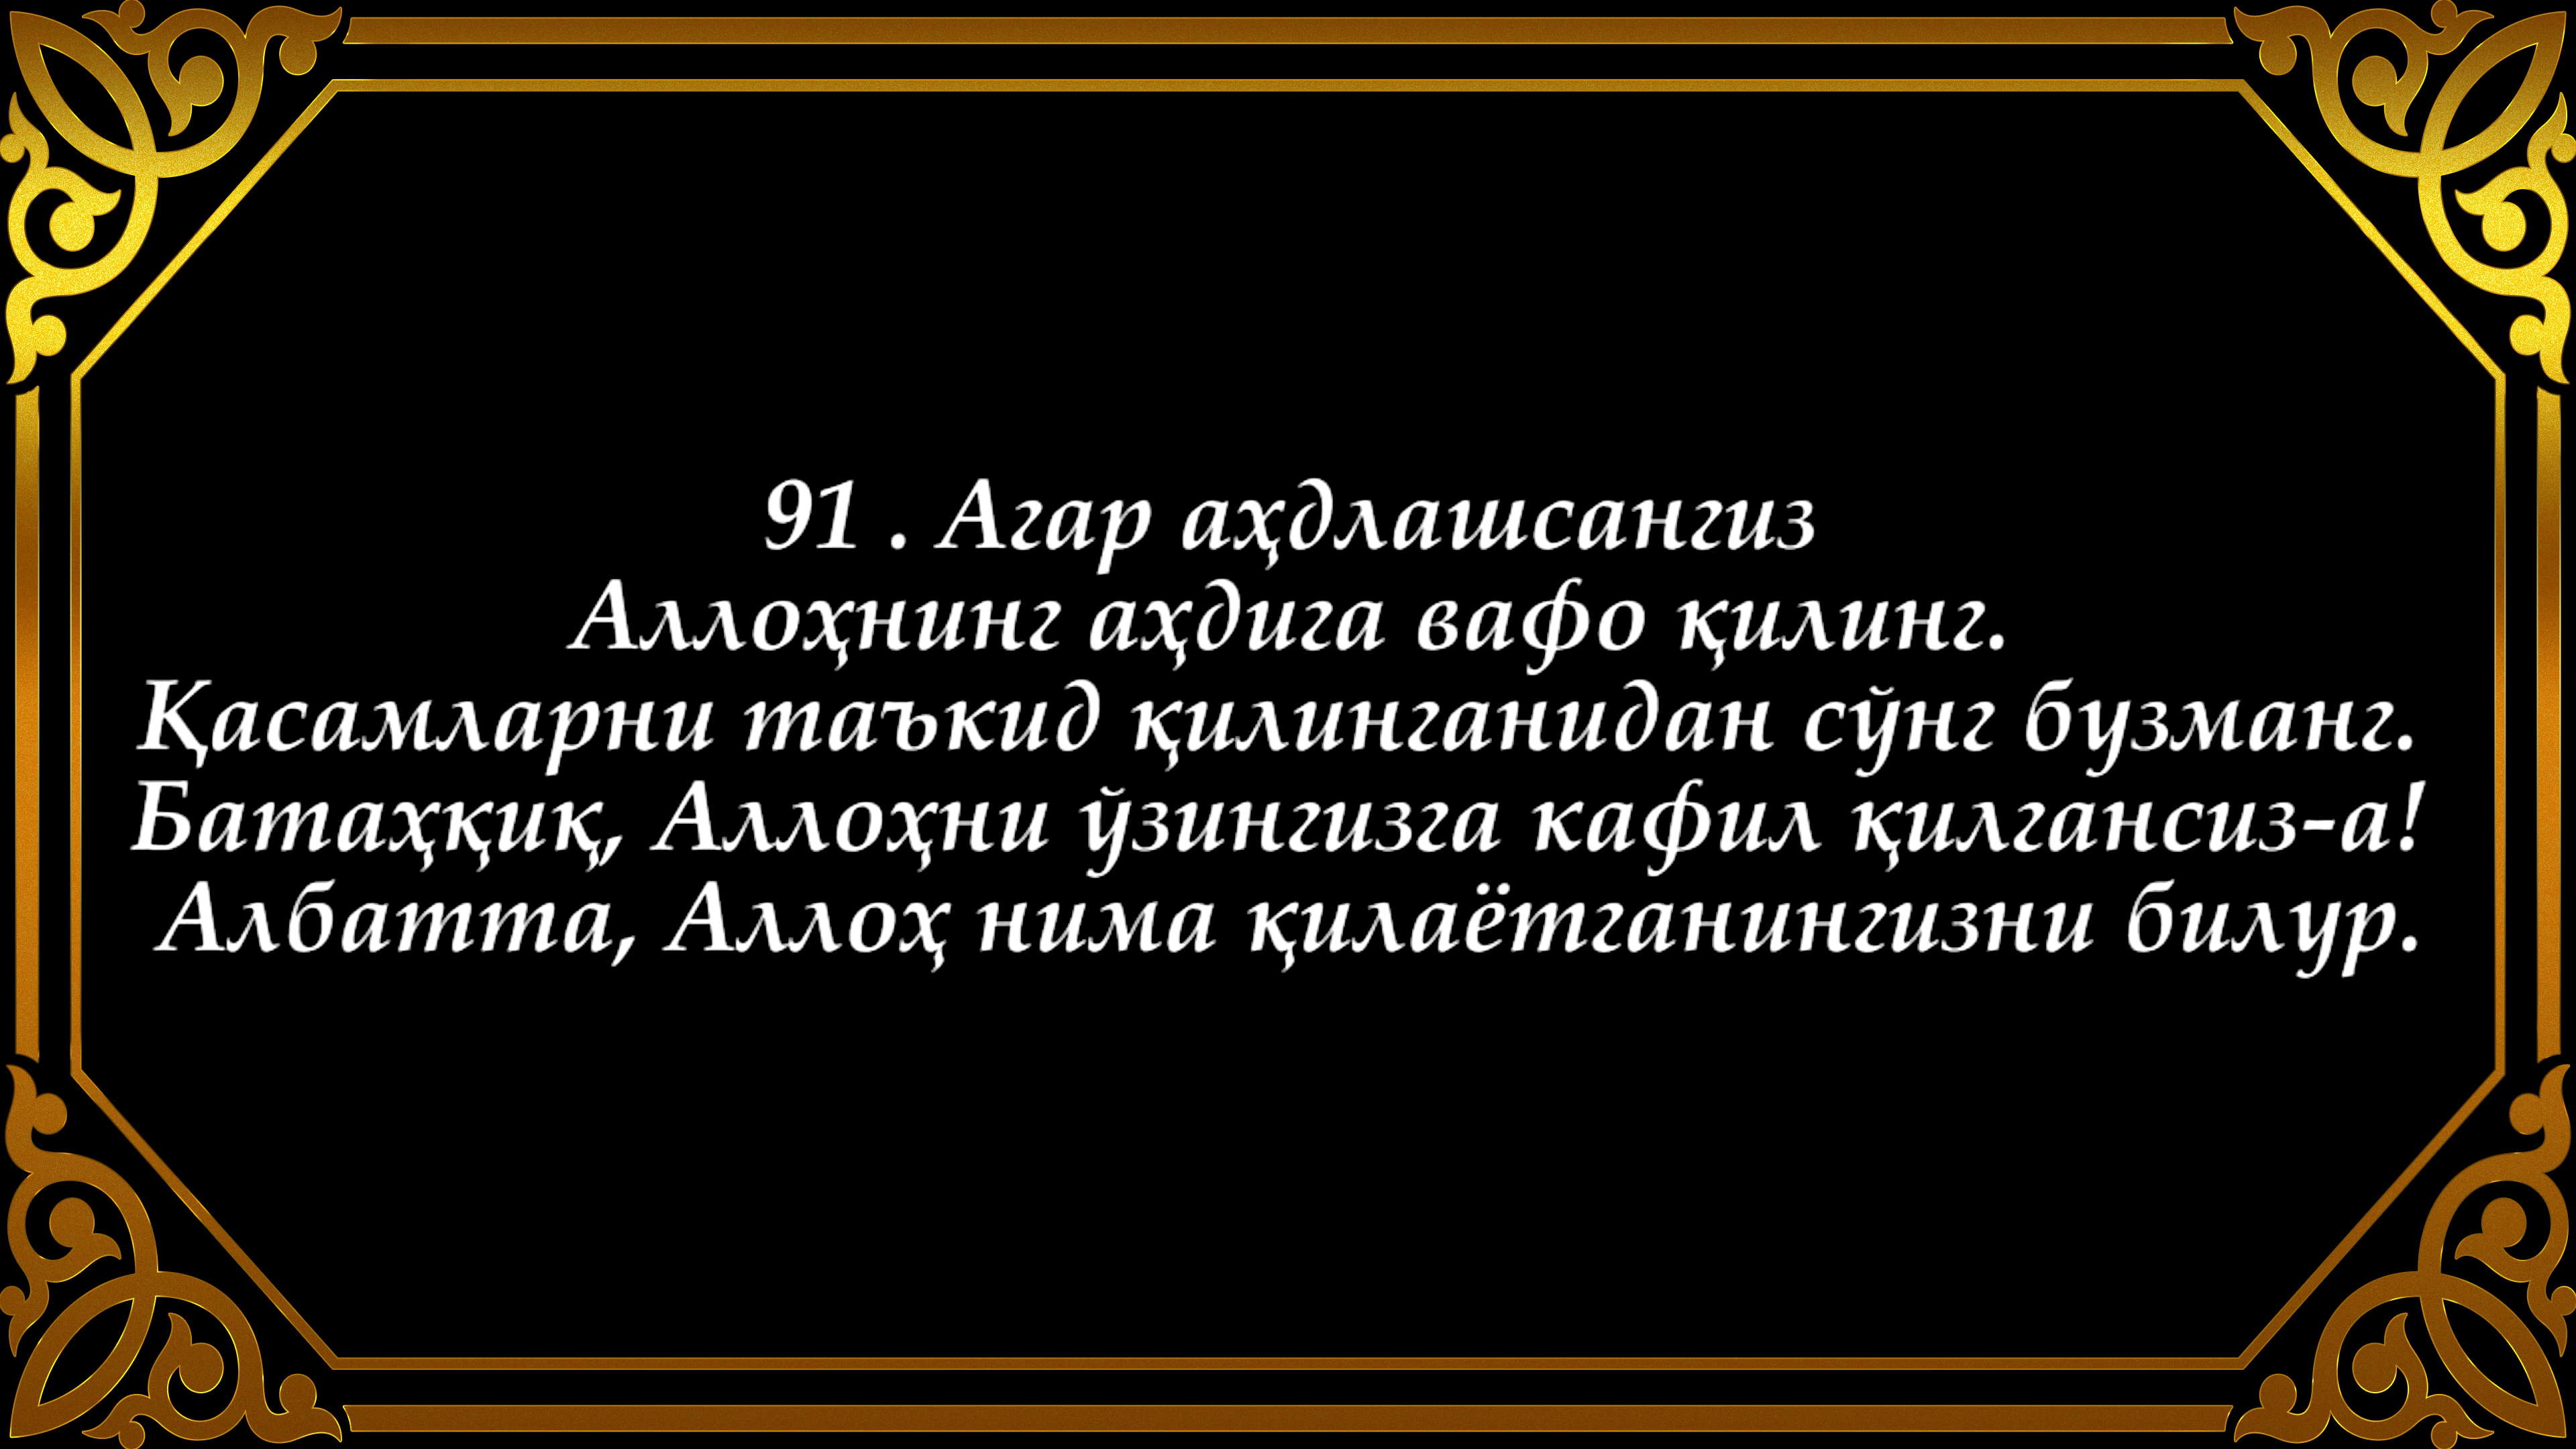 91 . Агар аҳдлашсангиз
Аллоҳнинг аҳдига вафо қилинг.
Қасамларни таъкид қилинганидан сўнг бузманг.
Батаҳқиқ, Аллоҳни ўзингизга кафил қилгансиз-а!
Албатта, Аллоҳ нима қилаётганингизни билур.